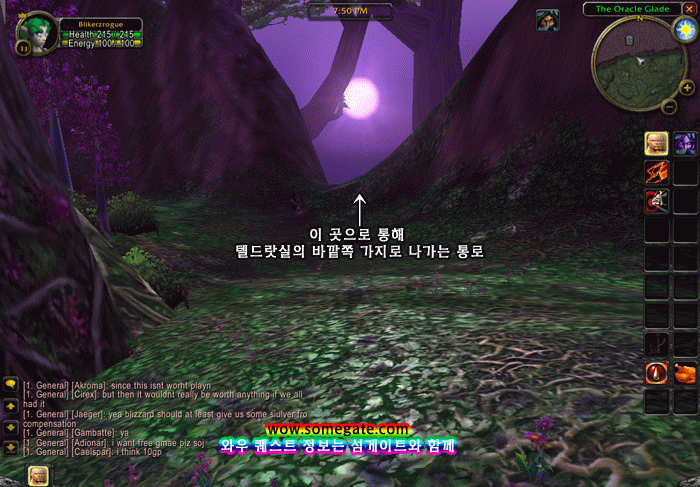 Blikerzrogue
Health 215 / 215
Energy 100 / 100
11
7:50 PM
The Oracle Glade
N
이 곳으로 통해
텔드랏실의 바깥쪽 가지로 나가는 통로
[1. General] [Akroma]: since this isnt worht playn
[1. General] [Cirex]: but then it wouldnt really be worth anything if we all
had it
[1. General] [Jaeger]: yea blizzard should at least give us some siulver fro
compensation
[1. General] [Gambatte]: ya
[1. General] [Adionar]: i want free gmae plz soj
[1. General] [Caelspar]: i think 10gp
www.somegate.com
와우 퀘스트 정보는 섬게이트와 함께